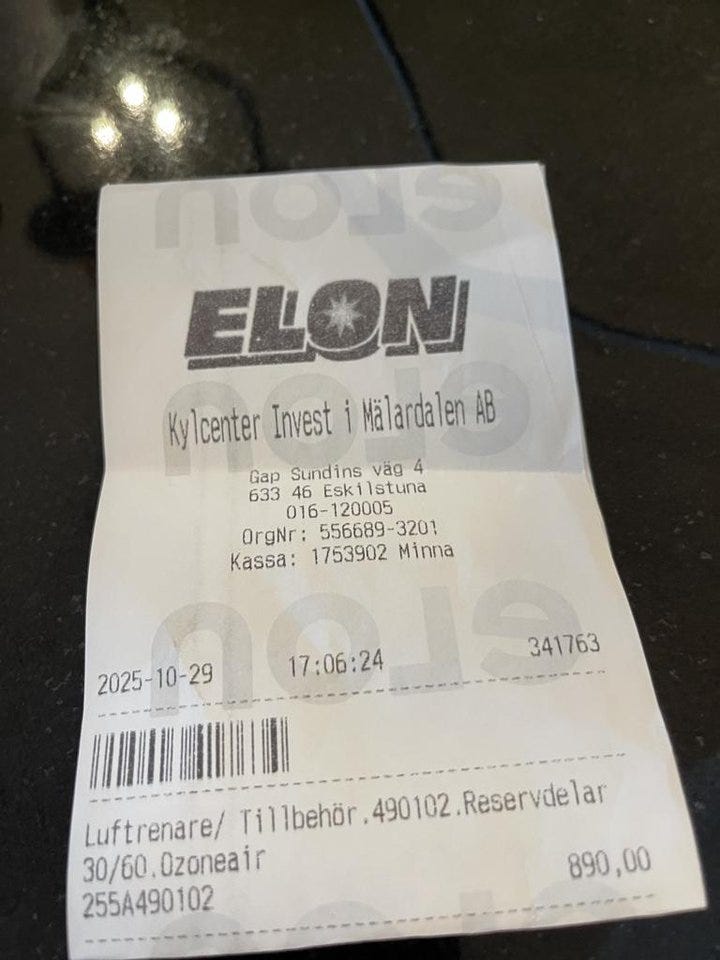 ELON
Kylcenter Invest i Mälardalen AB
Gap Sundins väg 4
633 46 Eskilstuna
016-120005
OrgNr: 556689-3201
Kassa: 1753902 Minna
2025-10-29 17:06:24 341763
Luftrenare/ Tillbehör.490102.Reservdelar
30/60.Ozoneair 890,00
255A490102